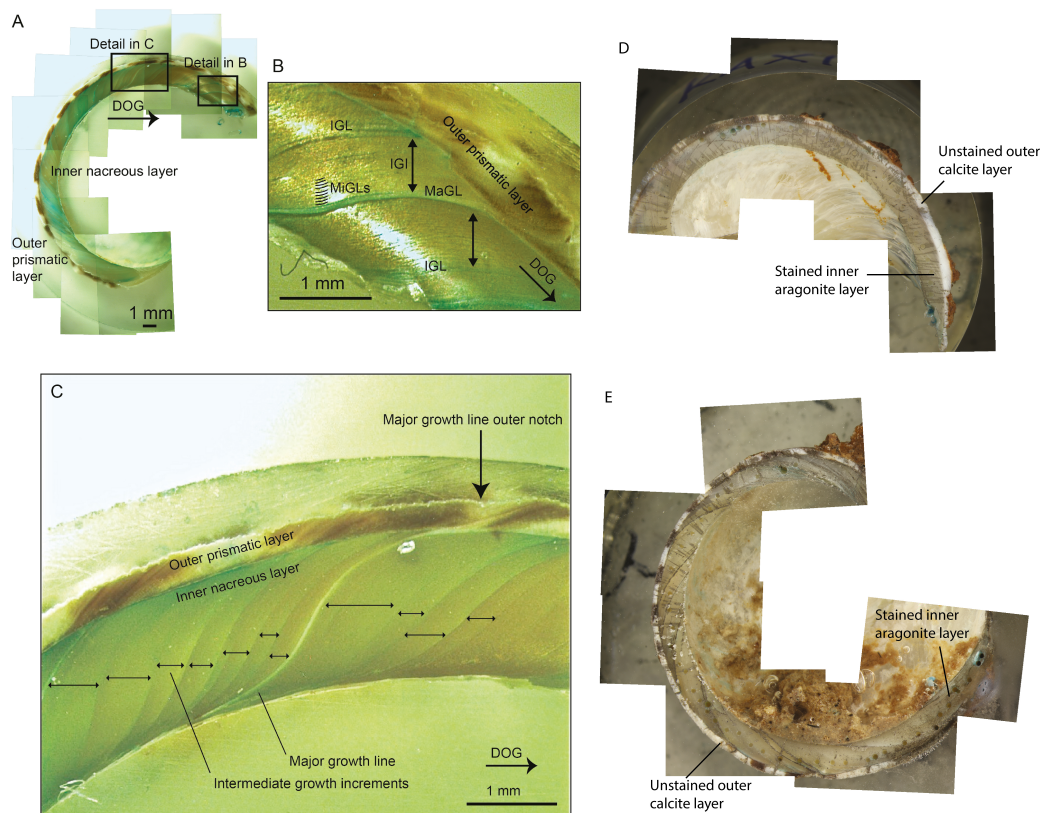 A
Detail in C
Detail in B
DOG
Inner nacreous layer
Outer
prismatic
layer
1 mm
B
IGL
Outer prismatic layer
IGI
MiGLs
MaGL
IGL
DOG
1 mm
C
Major growth line outer notch
Outer prismatic layer
Inner nacreous layer
Major growth line
Intermediate growth increments
DOG
1 mm
D
Unstained outer
calcite layer
Stained inner
aragonite layer
E
Stained inner
aragonite layer
Unstained outer
calcite layer